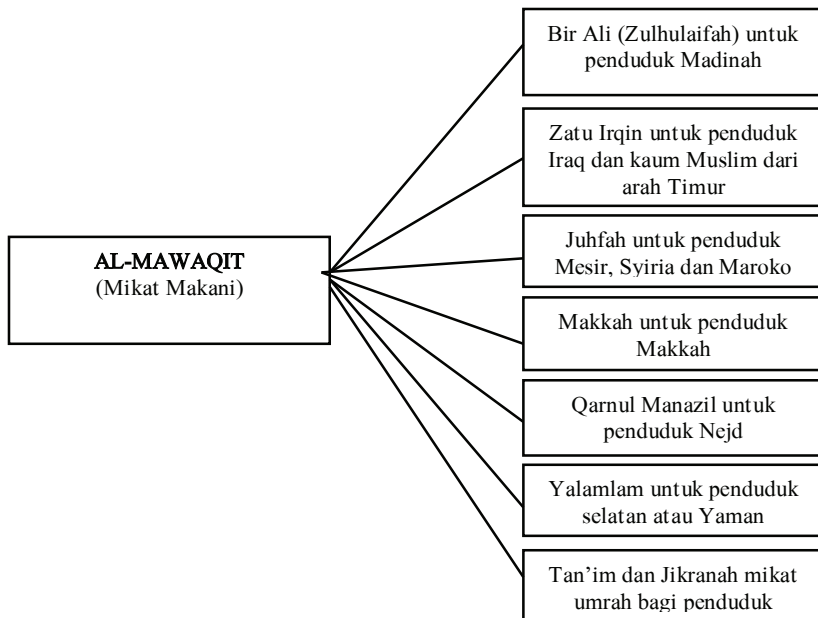 Bir Ali (Zulhulaifah) untuk
penduduk Madinah
Zatu Irqin untuk penduduk
Iraq dan kaum Muslim dari
arah Timur
AL-MAWAQIT
(Mikat Makani)
Juhfah untuk penduduk
Mesir, Syiria dan Maroko
Makkah untuk penduduk
Makkah
Qarnul Manazil untuk
penduduk Nejd
Yalamlam untuk penduduk
selatan atau Yaman
Tan’im dan Jikranah mikat
umrah bagi penduduk